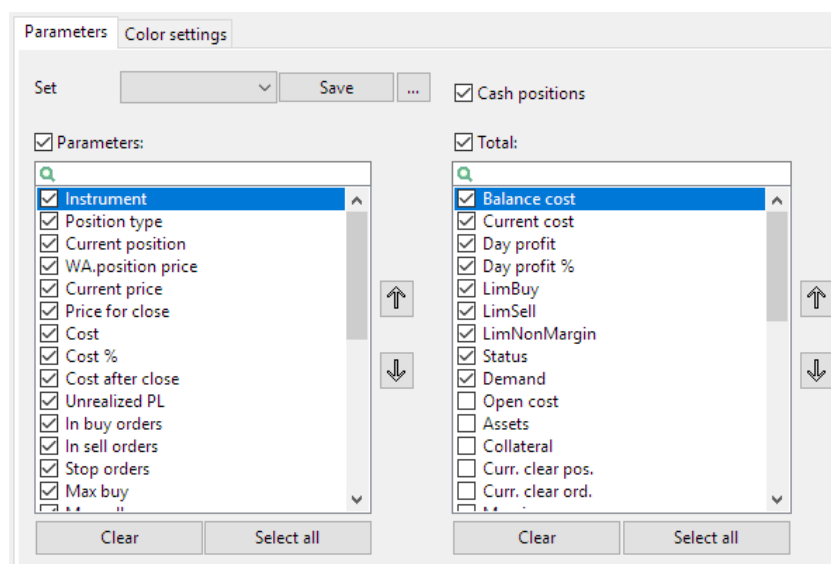 Parameters Color settings
Set Save ...
Cash positions
Parameters:
Instrument
Position type
Current position
WA.position price
Current price
Price for close
Cost
Cost %
Cost after close
Unrealized PL
In buy orders
In sell orders
Stop orders
Max buy
Clear Select all
Total:
Balance cost
Current cost
Day profit
Day profit %
LimBuy
LimSell
LimNonMargin
Status
Demand
Open cost
Assets
Collateral
Curr. clear pos.
Curr. clear ord.
Clear Select all